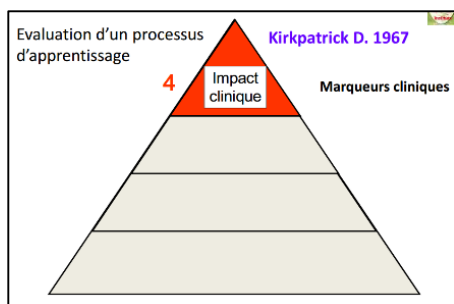 Evaluation d'un processus
d'apprentissage
Kirkpatrick D. 1967
4
Impact
clinique
Marqueurs cliniques